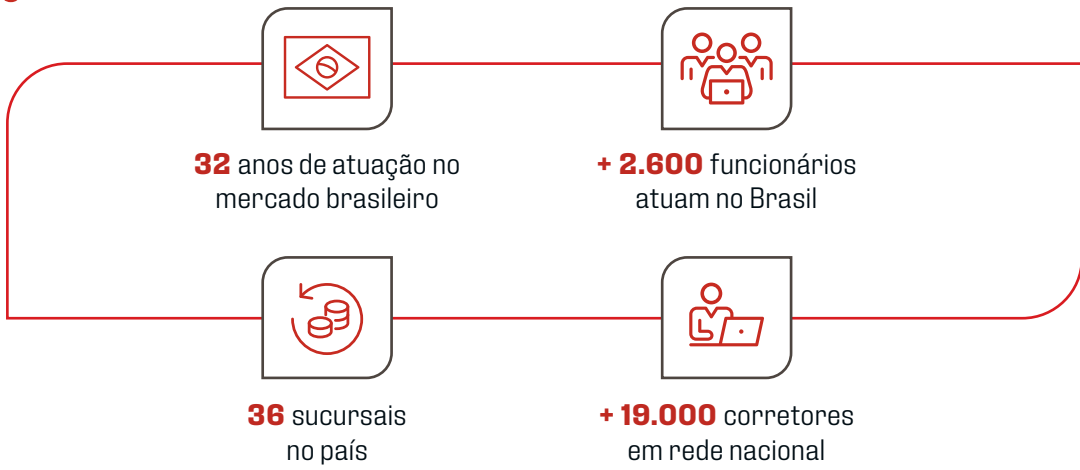 32 anos de atuação no
mercado brasileiro
+ 2.600 funcionários
atuam no Brasil
36 sucursais
no país
+ 19.000 corretores
em rede nacional